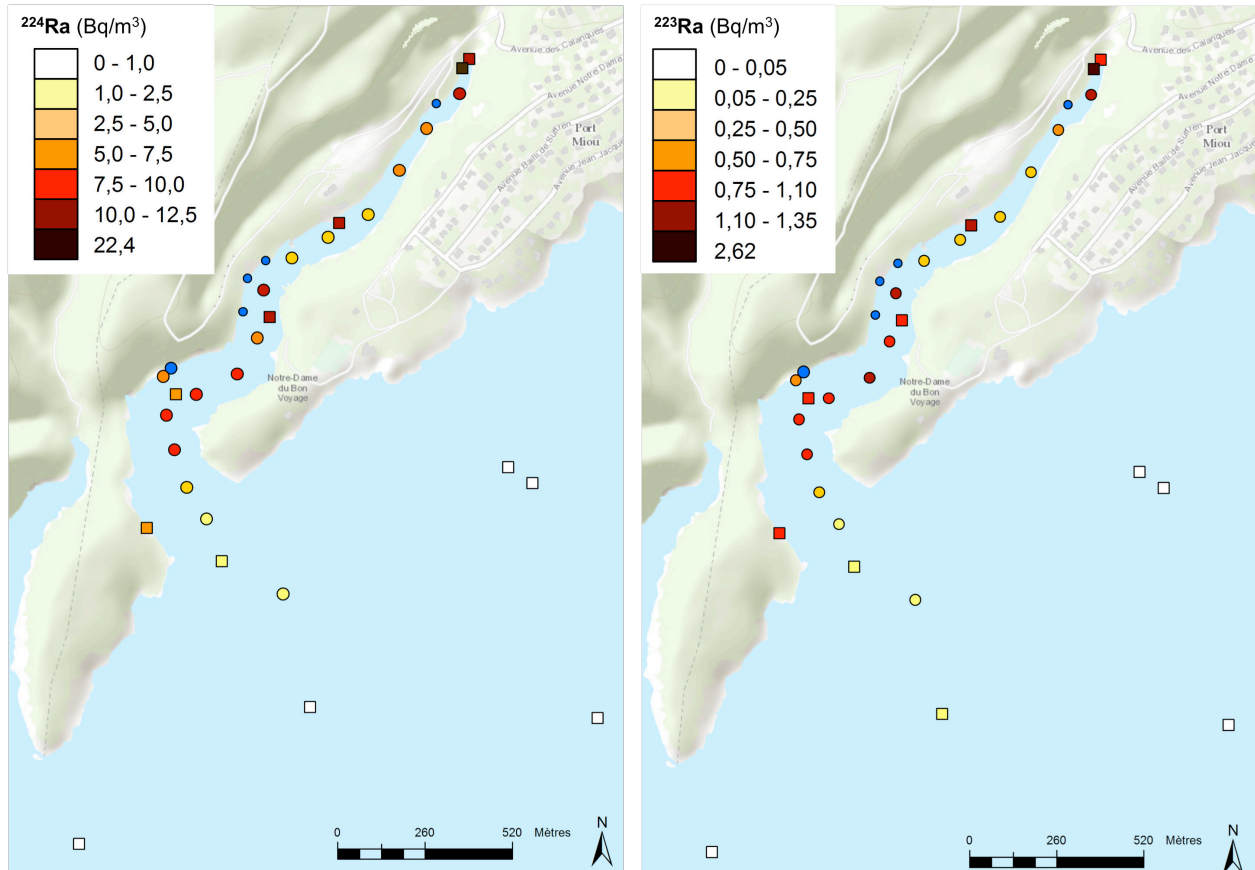 ²²⁴Ra (Bq/m³)
0 - 1,0
1,0 - 2,5
2,5 - 5,0
5,0 - 7,5
7,5 - 10,0
10,0 - 12,5
22,4
Avenue des Calanques
Avenue Notre Dame
Port
Miou
Avenue Bailli de Suffren
Avenue Jean Jacque
Notre-Dame
du Bon
Voyage
0 260 520 Mètres
N
²²³Ra (Bq/m³)
0 - 0,05
0,05 - 0,25
0,25 - 0,50
0,50 - 0,75
0,75 - 1,10
1,10 - 1,35
2,62
Avenue des Calanques
Avenue Notre Dame
Port
Miou
Avenue Bailli de Suffren
Avenue Jean Jacque
Notre-Dame
du Bon
Voyage
0 260 520 Mètres
N